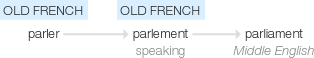 OLD FRENCH OLD FRENCH
parler parlement parliament
speaking Middle English